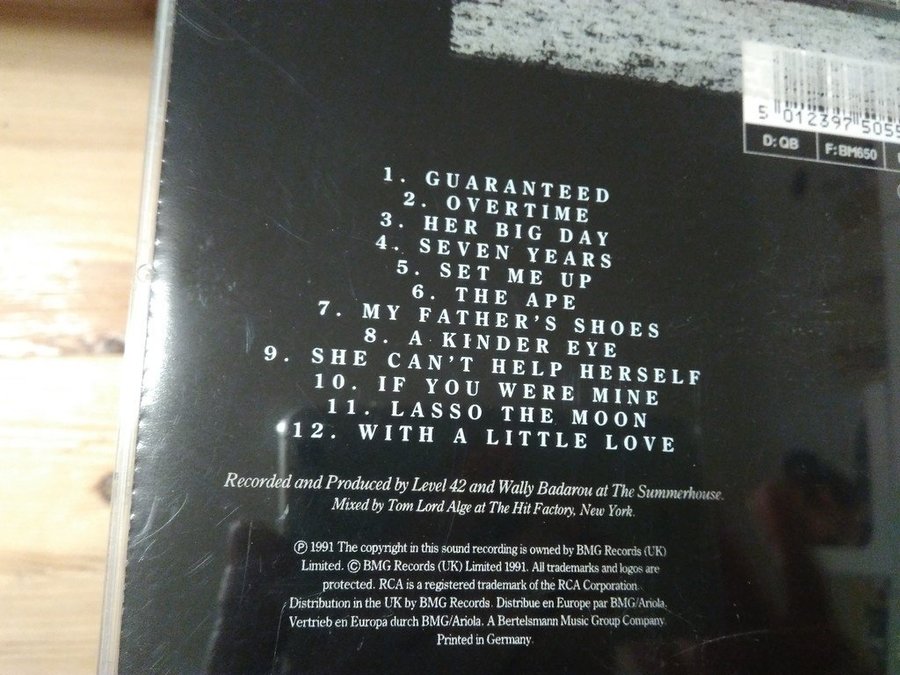 5 012397 5055
D: QB F: BM650
1. GUARANTEED
2. OVERTIME
3. HER BIG DAY
4. SEVEN YEARS
5. SET ME UP
6. THE APE
7. MY FATHER'S SHOES
8. A KINDER EYE
9. SHE CAN'T HELP HERSELF
10. IF YOU WERE MINE
11. LASSO THE MOON
12. WITH A LITTLE LOVE
Recorded and Produced by Level 42 and Wally Badarou at The Summerhouse.
Mixed by Tom Lord Alge at The Hit Factory, New York.
℗ 1991 The copyright in this sound recording is owned by BMG Records (UK)
Limited. © BMG Records (UK) Limited 1991. All trademarks and logos are
protected. RCA is a registered trademark of the RCA Corporation.
Distribution in the UK by BMG Records. Distribue en Europe par BMG/Ariola.
Vertrieb en Europa durch BMG/Ariola. A Bertelsmann Music Group Company.
Printed in Germany.